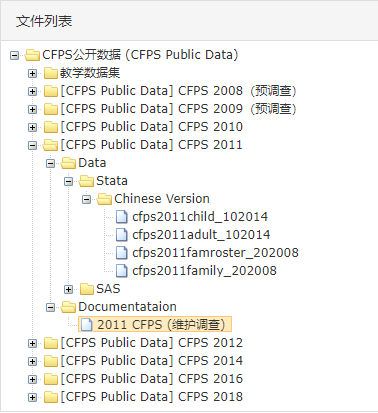 文件列表
CFPS公开数据 (CFPS Public Data)
教学数据集
[CFPS Public Data] CFPS 2008 (预调查)
[CFPS Public Data] CFPS 2009 (预调查)
[CFPS Public Data] CFPS 2010
[CFPS Public Data] CFPS 2011
Data
Stata
Chinese Version
cfps2011child_102014
cfps2011adult_102014
cfps2011famroster_202008
cfps2011family_202008
SAS
Documentataion
2011 CFPS (维护调查)
[CFPS Public Data] CFPS 2012
[CFPS Public Data] CFPS 2014
[CFPS Public Data] CFPS 2016
[CFPS Public Data] CFPS 2018